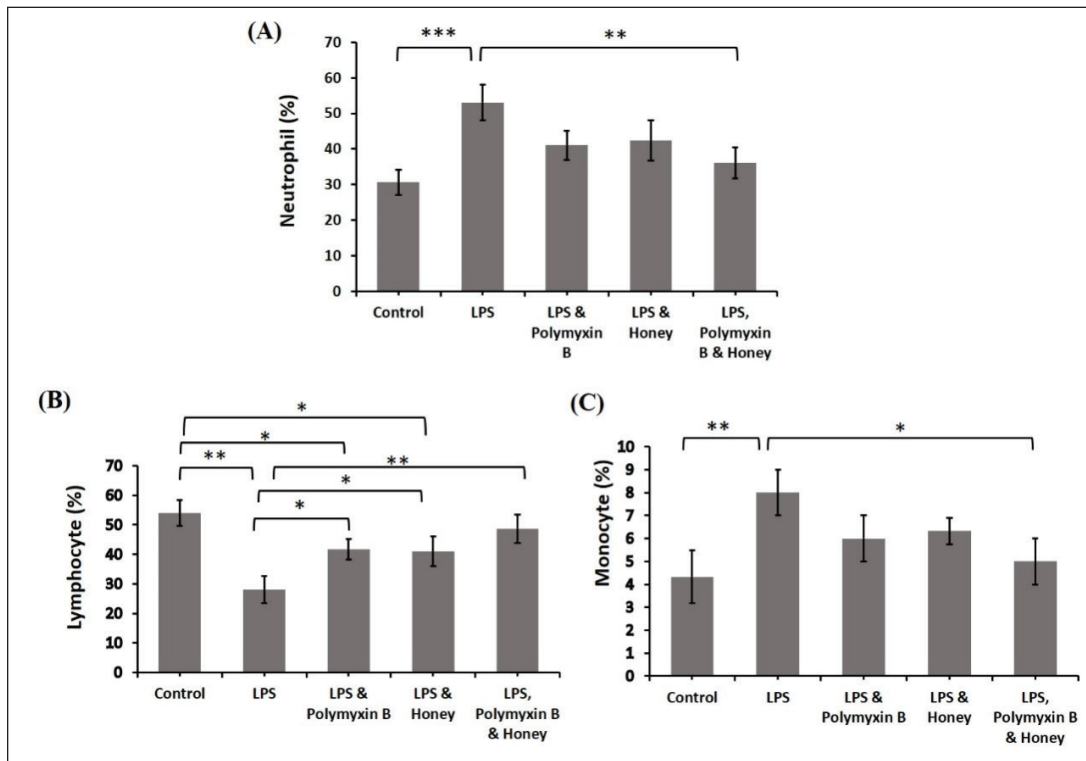 (A)
***
**
Neutrophil (%)
70
60
50
40
30
20
10
0
Control
LPS
LPS &
Polymyxin
B
LPS &
Honey
LPS,
Polymyxin
B & Honey
(B)
*
*
**
**
*
*
Lymphocyte (%)
70
60
50
40
30
20
10
0
Control
LPS
LPS &
Polymyxin B
LPS &
Honey
LPS,
Polymyxin B
& Honey
(C)
**
*
Monocyte (%)
10
9
8
7
6
5
4
3
2
1
0
Control
LPS
LPS &
Polymyxin B
LPS &
Honey
LPS,
Polymyxin B
& Honey